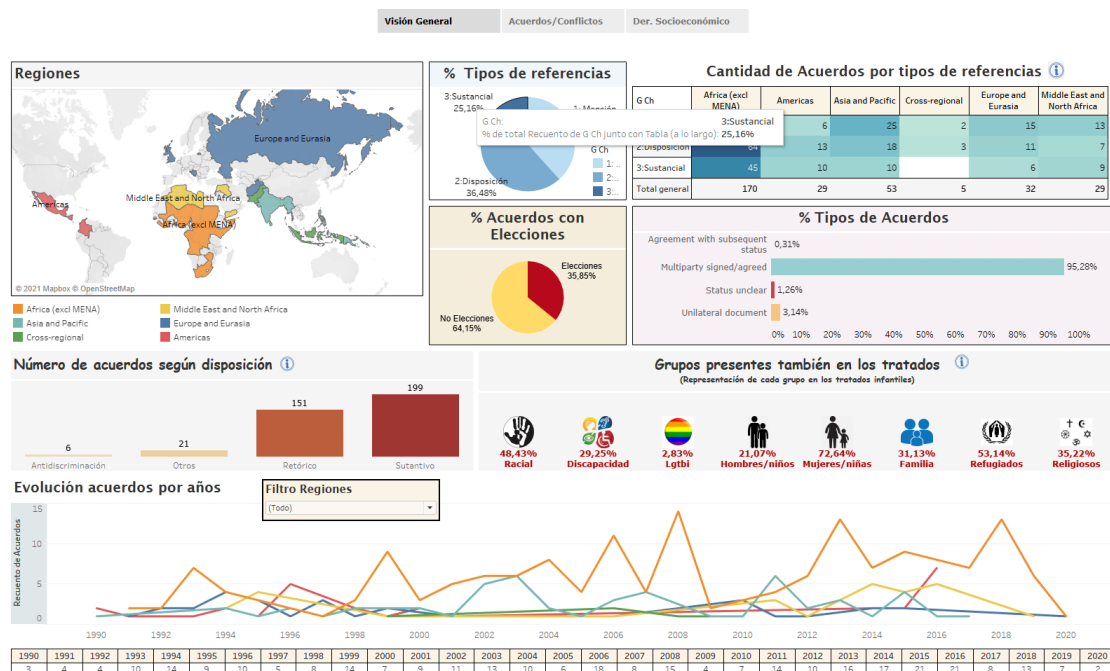 Visión General
Acuerdos/Conflictos
Der. Socioeconómico
Regiones
Europe and Eurasia
Americas
Middle East and North Africa
Africa (excl MENA)
© 2021 Mapbox © OpenStreetMap
Africa (excl MENA)
Middle East and North Africa
Asia and Pacific
Europe and Eurasia
Cross-regional
Americas
% Tipos de referencias
3:Sustancial
25,16%
G Ch: 3:Sustancial
% de total Recuento de G Ch junto con Tabla (a lo largo): 25,16%
G Ch
1: ..
2:..
3:..
2:Disposición
36,48%
Cantidad de Acuerdos por tipos de referencias
G Ch Africa (excl MENA) Americas Asia and Pacific Cross-regional Europe and Eurasia Middle East and North Africa
6 25 2 15 13
2:Disposición 64 13 18 3 11 7
3:Sustancial 45 10 10 6 9
Total general 170 29 53 5 32 29
% Acuerdos con Elecciones
Elecciones
35,85%
No Elecciones
64,15%
% Tipos de Acuerdos
Agreement with subsequent status 0,31%
Multiparty signed/agreed 95,28%
Status unclear 1,26%
Unilateral document 3,14%
0% 10% 20% 30% 40% 50% 60% 70% 80% 90% 100%
Número de acuerdos según disposición
6 21 151 199
Antidiscriminación Otros Retórico Sutantivo
Grupos presentes también en los tratados
(Representación de cada grupo en los tratados infantiles)
48,43% 29,25% 2,83% 21,07% 72,64% 31,13% 53,14% 35,22%
Racial Discapacidad Lgtbi Hombres/niños Mujeres/niñas Familia Refugiados Religiosos
Evolución acuerdos por años
Filtro Regiones
(Todo)
Recuento de Acuerdos
15
10
5
0
1990 1992 1994 1996 1998 2000 2002 2004 2006 2008 2010 2012 2014 2016 2018 2020
1990 1991 1992 1993 1994 1995 1996 1997 1998 1999 2000 2001 2002 2003 2004 2005 2006 2007 2008 2009 2010 2011 2012 2013 2014 2015 2016 2017 2018 2019 2020